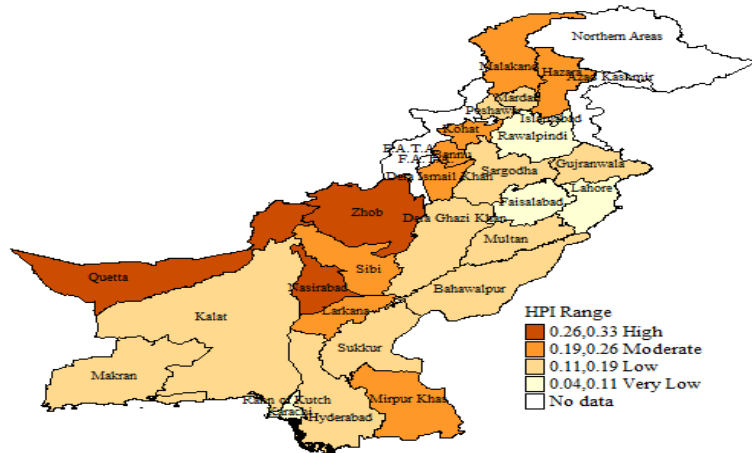 Northern Areas
Malakand
Hazara
Azad Kashmir
Mardan
Peshawar
Islamabad
Kohat
Rawalpindi
F.A.T.A
Bannu
F.A.T.A
Gujranwala
Dera Ismail Khan
Sargodha
Lahore
Faisalabad
Zhob
Dera Ghazi Khan
Multan
Quetta
Sibi
Nasirabad
Bahawalpur
Larkana
Kalat
Sukkur
Makran
Rann of Kutch
Karachi
Hyderabad
Mirpur Khas
HPI Range
0.26,0.33 High
0.19,0.26 Moderate
0.11,0.19 Low
0.04,0.11 Very Low
No data